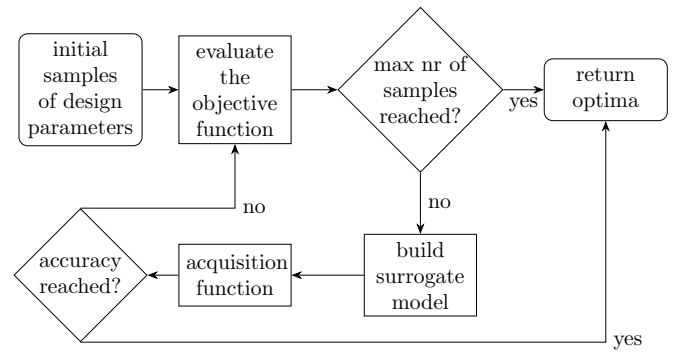 initial
samples
of design
parameters
evaluate
the
objective
function
max nr of
samples
reached?
yes
return
optima
no
build
surrogate
model
acquisition
function
accuracy
reached?
no
yes